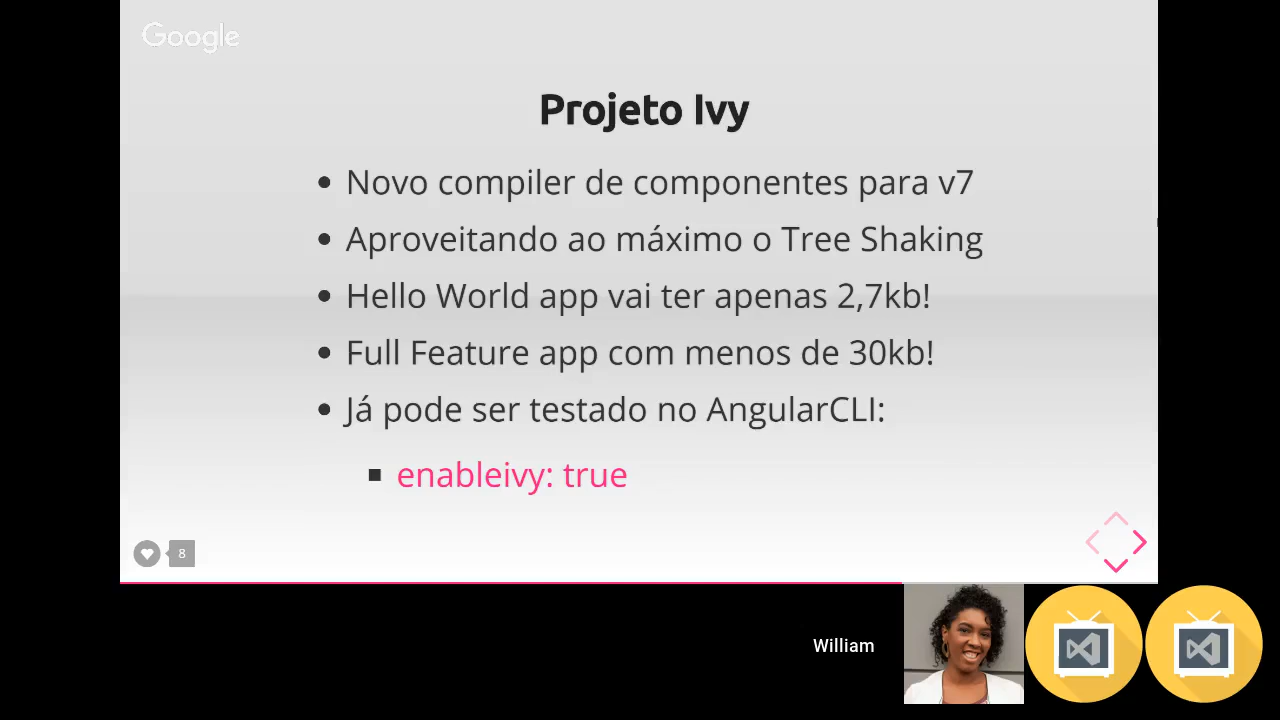 Google
Projeto Ivy
Novo compiler de componentes para v7
Aproveitando ao máximo o Tree Shaking
Hello World app vai ter apenas 2,7kb!
Full Feature app com menos de 30kb!
Já pode ser testado no AngularCLI:
enableivy: true
8
William